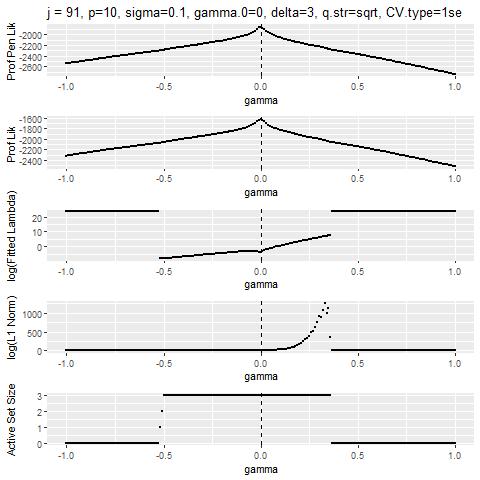 j = 91, p=10, sigma=0.1, gamma.0=0, delta=3, q.str=sqrt, CV.type=1se
Prof Pen Lik
-2000
-2200
-2400
-2600
-1.0 -0.5 0.0 0.5 1.0
gamma
Prof Lik
-1600
-1800
-2000
-2200
-2400
-1.0 -0.5 0.0 0.5 1.0
gamma
log(Fitted Lambda)
20
10
0
-1.0 -0.5 0.0 0.5 1.0
gamma
log(L1 Norm)
1000
500
0
-1.0 -0.5 0.0 0.5 1.0
gamma
Active Set Size
3
2
1
0
-1.0 -0.5 0.0 0.5 1.0
gamma